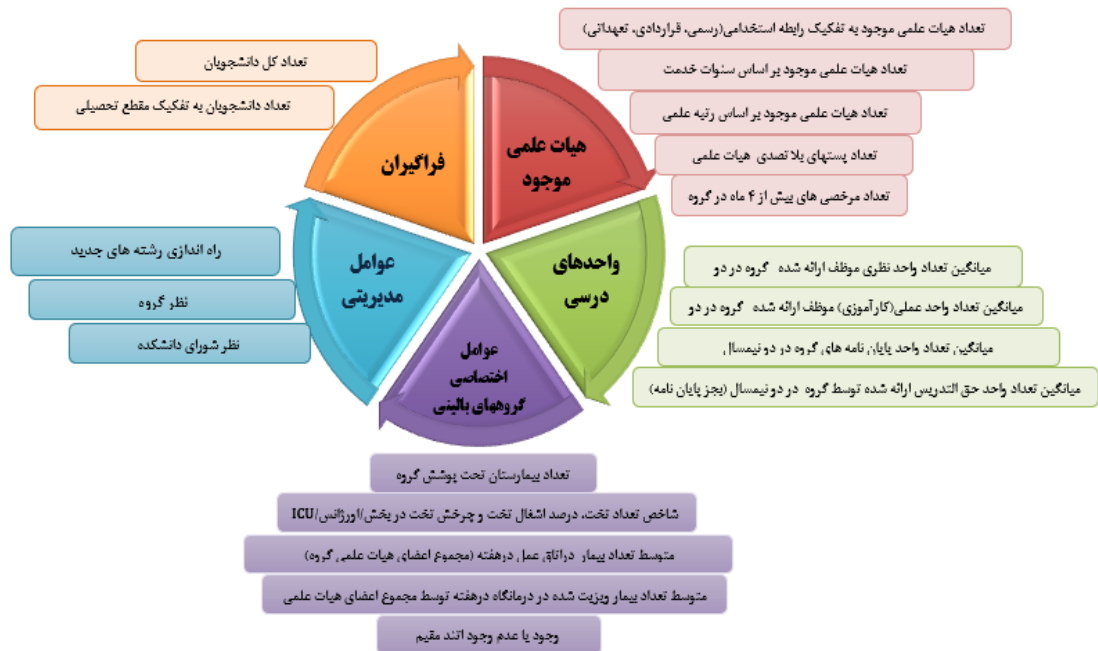 تعداد هیات علمی موجود به تفکیک رابطه استخدامی(رسمی، قراردادی، تعهداتی)
تعداد هیات علمی موجود بر اساس سنوات خدمت
تعداد هیات علمی موجود بر اساس رتبه علمی
تعداد پستهای بلا تصدی هیات علمی
تعداد مرخصی های بیش از ۴ ماه در گروه
هیات علمی
موجود
میانگین تعداد واحد نظری موظف ارائه شده گروه در دو
میانگین تعداد واحد عملی(کارآموزی) موظف ارائه شده گروه در دو
میانگین تعداد واحد پایان نامه های گروه در دو نیمسال
میانگین تعداد واحد حق التدریس ارائه شده توسط گروه در دو نیمسال (بجز پایان نامه)
واحدهای
درسی
عوامل
اختصاصی
گروههای بالینی
تعداد بیمارستان تحت پوشش گروه
شاخص تعداد تخت، درصد اشغال تخت و چرخش تخت در بخش/اورژانس/ICU
متوسط تعداد بیمار دراتاق عمل درهفته (مجموع اعضای هیات علمی گروه)
متوسط تعداد بیمار ویزیت شده در درمانگاه درهفته توسط مجموع اعضای هیات علمی
وجود یا عدم وجود اتند مقیم
عوامل
مدیریتی
راه اندازی رشته های جدید
نظر گروه
نظر شورای دانشکده
فراگیران
تعداد کل دانشجویان
تعداد دانشجویان به تفکیک مقطع تحصیلی